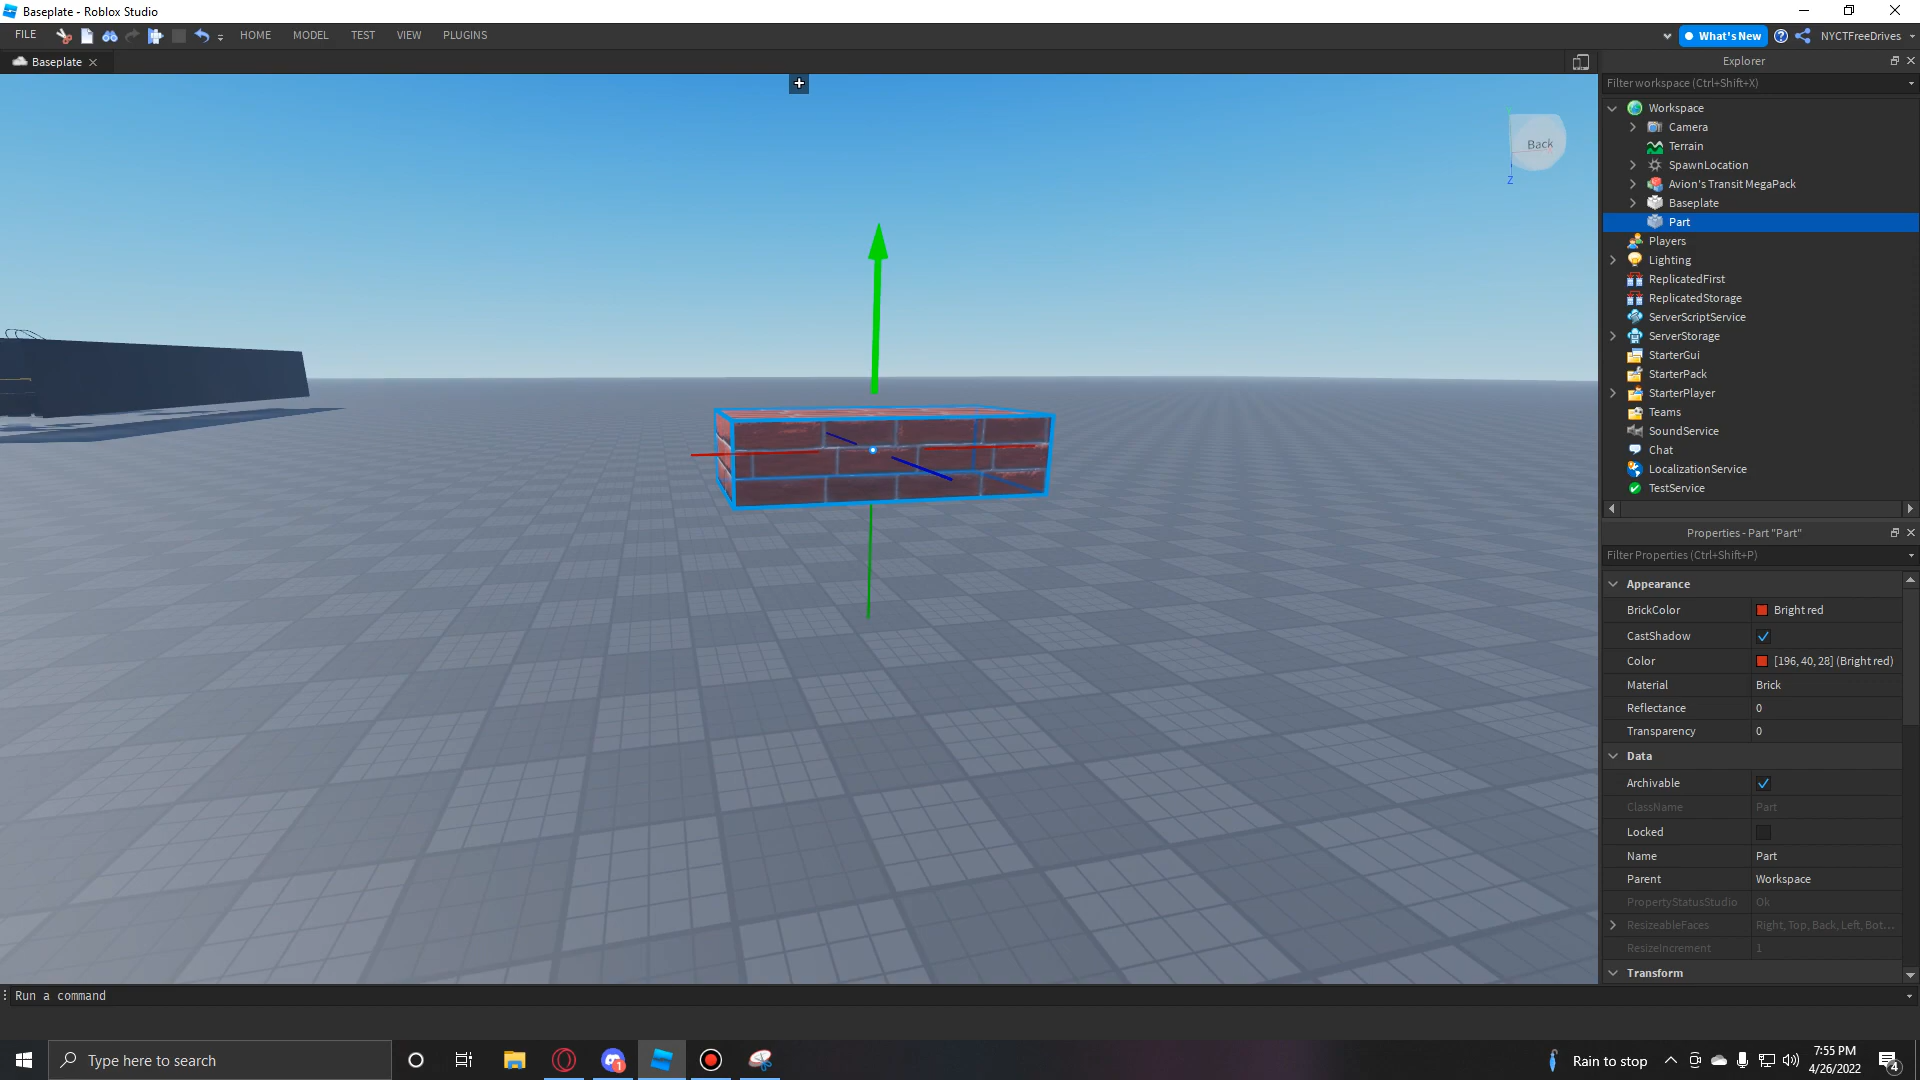 Baseplate - Roblox Studio
FILE
HOME
MODEL
TEST
VIEW
PLUGINS
What's New
NYCTFreeDrives
Baseplate
Back
Z
Explorer
Filter workspace (Ctrl+Shift+X)
Workspace
Camera
Terrain
SpawnLocation
Avion's Transit MegaPack
Baseplate
Part
Players
Lighting
ReplicatedFirst
ReplicatedStorage
ServerScriptService
ServerStorage
StarterGui
StarterPack
StarterPlayer
Teams
SoundService
Chat
LocalizationService
TestService
Properties - Part "Part"
Filter Properties (Ctrl+Shift+P)
Appearance
BrickColor Bright red
CastShadow
Color [196, 40, 28] (Bright red)
Material Brick
Reflectance 0
Transparency 0
Data
Archivable
ClassName Part
Locked
Name Part
Parent Workspace
PropertyStatusStudio Ok
ResizeableFaces Right, Top, Back, Left, Bot...
ResizeIncrement 1
Transform
Run a command
Type here to search
1
Rain to stop
7:55 PM
4/26/2022
4